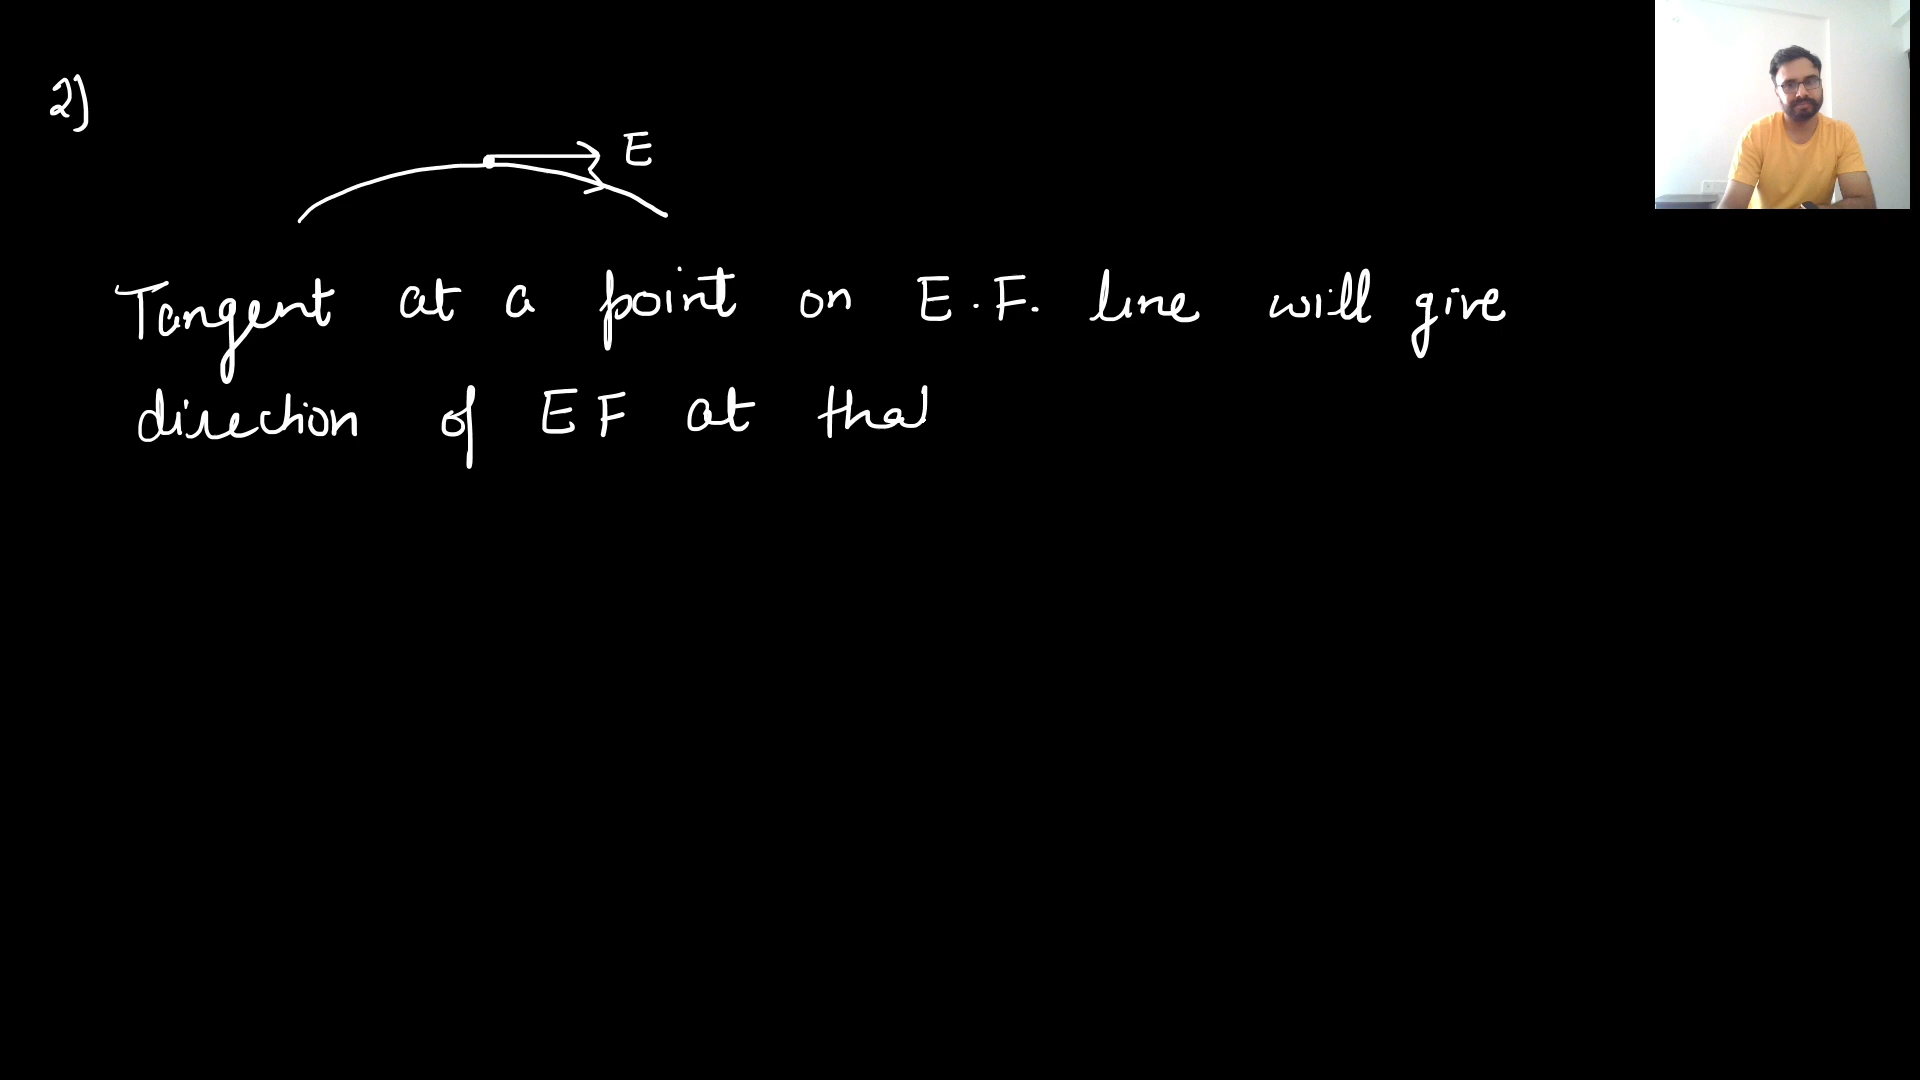 2)
E
Tangent at a point on E.F. line will give
direction of EF at that